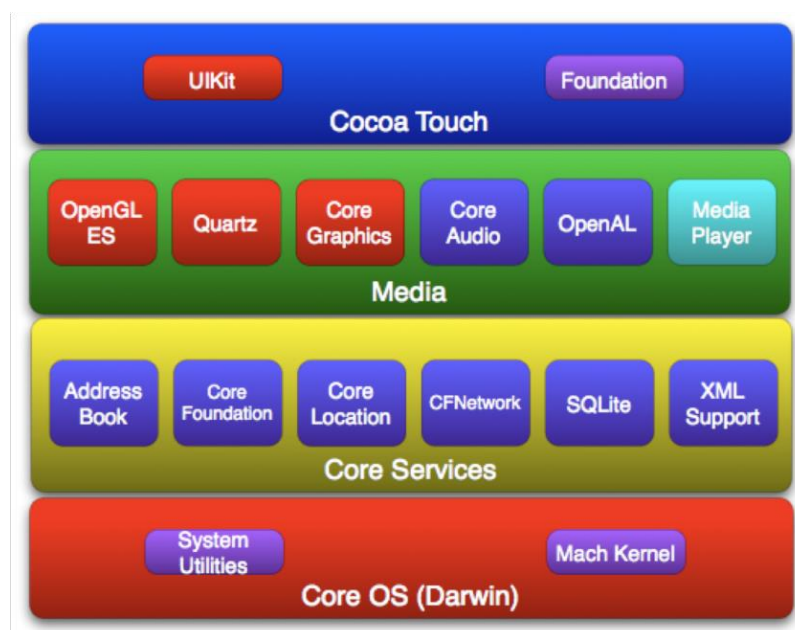 UIKit
Foundation
Cocoa Touch
OpenGL
ES
Quartz
Core
Graphics
Core
Audio
OpenAL
Media
Player
Media
Address
Book
Core
Foundation
Core
Location
CFNetwork
SQLite
XML
Support
Core Services
System
Utilities
Mach Kernel
Core OS (Darwin)